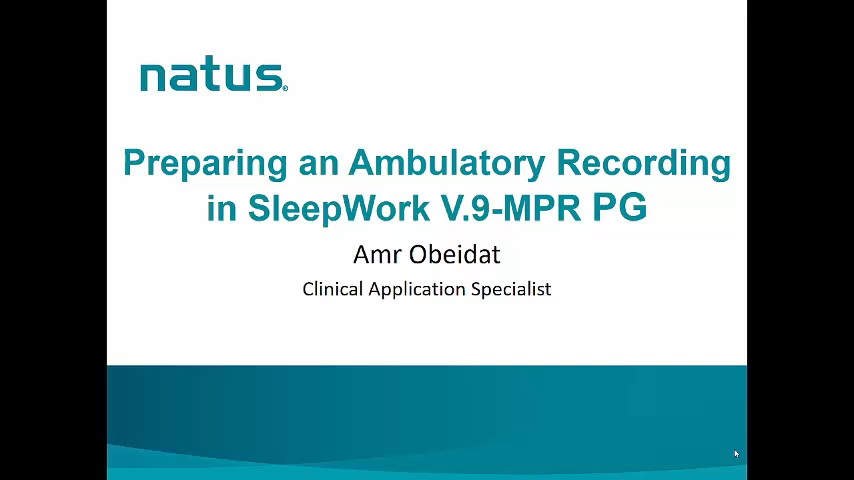 natus®
Preparing an Ambulatory Recording
in SleepWork V.9-MPR PG
Amr Obeidat
Clinical Application Specialist